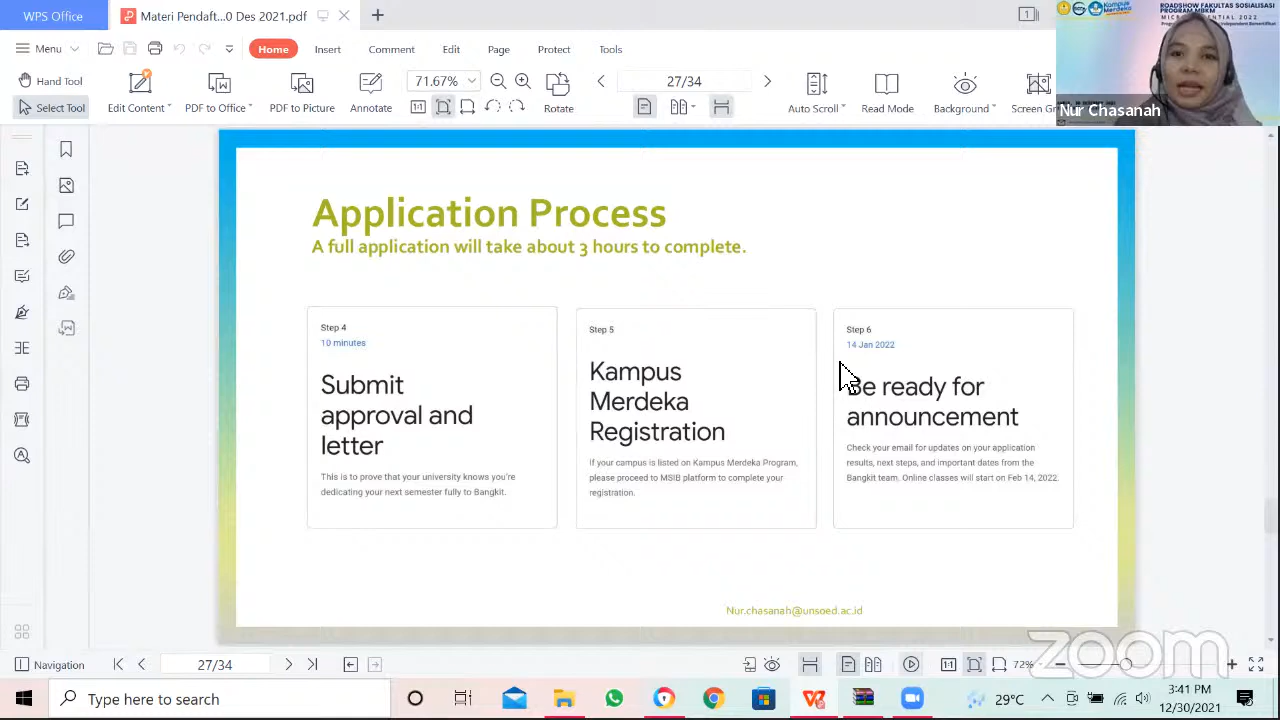 WPS Office
Materi Pendaft...0 Des 2021.pdf
1
Menu
Home
Insert
Comment
Edit
Page
Protect
Tools
Hand Tool
Select Tool
Edit Content
PDF to Office
PDF to Picture
Annotate
71.67%
Rotate
27/34
Auto Scroll
Read Mode
Background
Screen
ROADSHOW FAKULTAS SOSIALISASI
PROGRAM MBKM
Nur Chasanah
Application Process
A full application will take about 3 hours to complete.
Step 4
10 minutes
Submit
approval and
letter
This is to prove that your university knows you're
dedicating your next semester fully to Bangkit.
Step 5
Kampus
Merdeka
Registration
If your campus is listed on Kampus Merdeka Program,
please proceed to MSIB platform to complete your
registration.
Step 6
14 Jan 2022
Be ready for
announcement
Check your email for updates on your application
results, next steps, and important dates from the
Bangkit team. Online classes will start on Feb 14, 2022.
Nur.chasanah@unsoed.ac.id
zoom
Navigation
27/34
72%
Type here to search
29°C
3:41 PM
12/30/2021